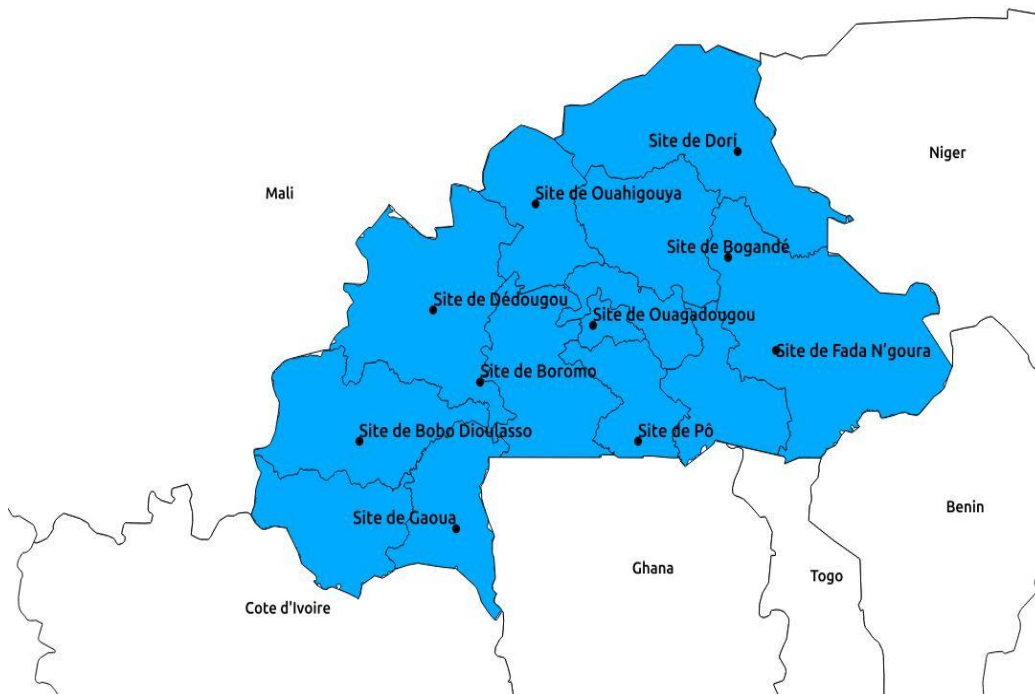 Site de Dori
Niger
Mali
Site de Ouahigouya
Site de Bogandé
Site de Dédougou
Site de Ouagadougou
Site de Fada N'goura
Site de Boromo
Site de Bobo Dioulasso
Site de Pô
Benin
Site de Gaoua
Ghana
Togo
Cote d'Ivoire